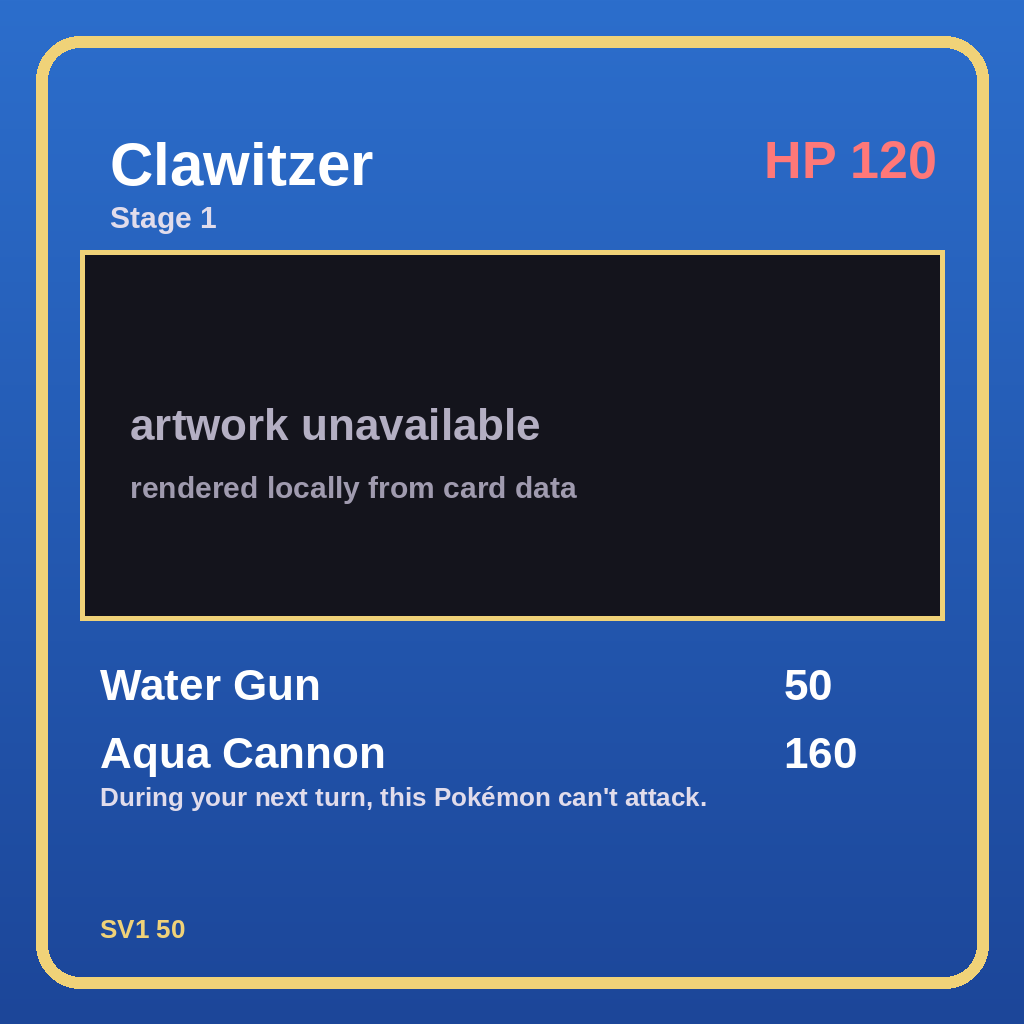 Clawitzer
HP 120
Stage 1
artwork unavailable
rendered locally from card data
Water Gun 50
Aqua Cannon 160
During your next turn, this Pokémon can't attack.
SV1 50